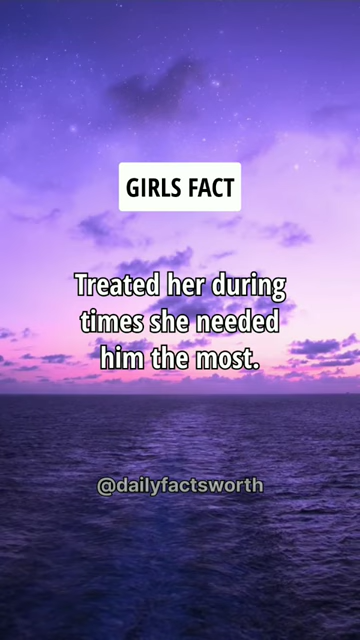 GIRLS FACT
Treated her during
times she needed
him the most.
@dailyfactsworth